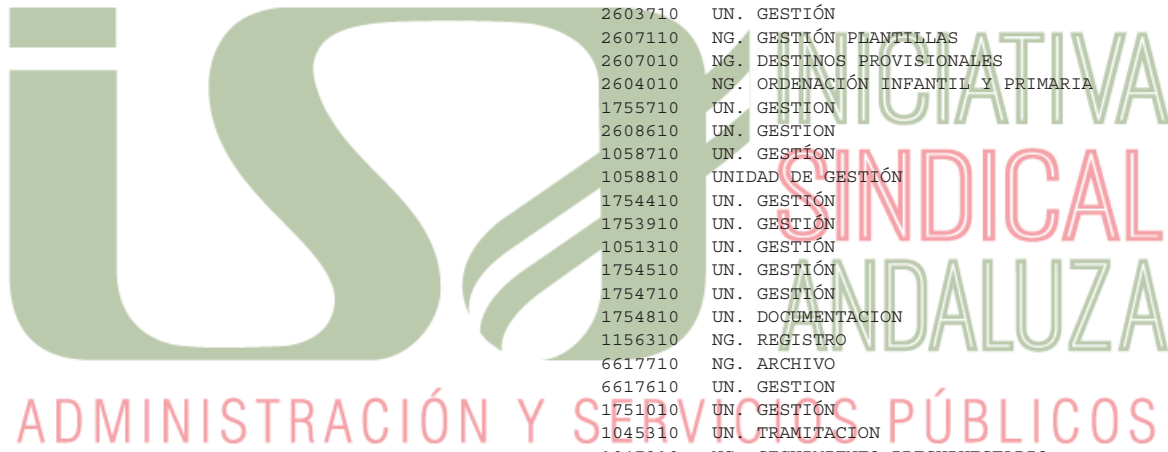 2603710 UN. GESTIÓN
2607110 NG. GESTIÓN PLANTILLAS
2607010 NG. DESTINOS PROVISIONALES
2604010 NG. ORDENACIÓN INFANTIL Y PRIMARIA
1755710 UN. GESTION
2608610 UN. GESTION
1058710 UN. GESTÍON
1058810 UNIDAD DE GESTIÓN
1754410 UN. GESTIÓN
1753910 UN. GESTIÓN
1051310 UN. GESTIÓN
1754510 UN. GESTIÓN
1754710 UN. GESTIÓN
1754810 UN. DOCUMENTACION
1156310 NG. REGISTRO
6617710 NG. ARCHIVO
6617610 UN. GESTION
1751010 UN. GESTIÓN
1045310 UN. TRAMITACION
isa
INICIATIVA
SINDICAL
ANDALUZA
ADMINISTRACIÓN Y SERVICIOS PÚBLICOS